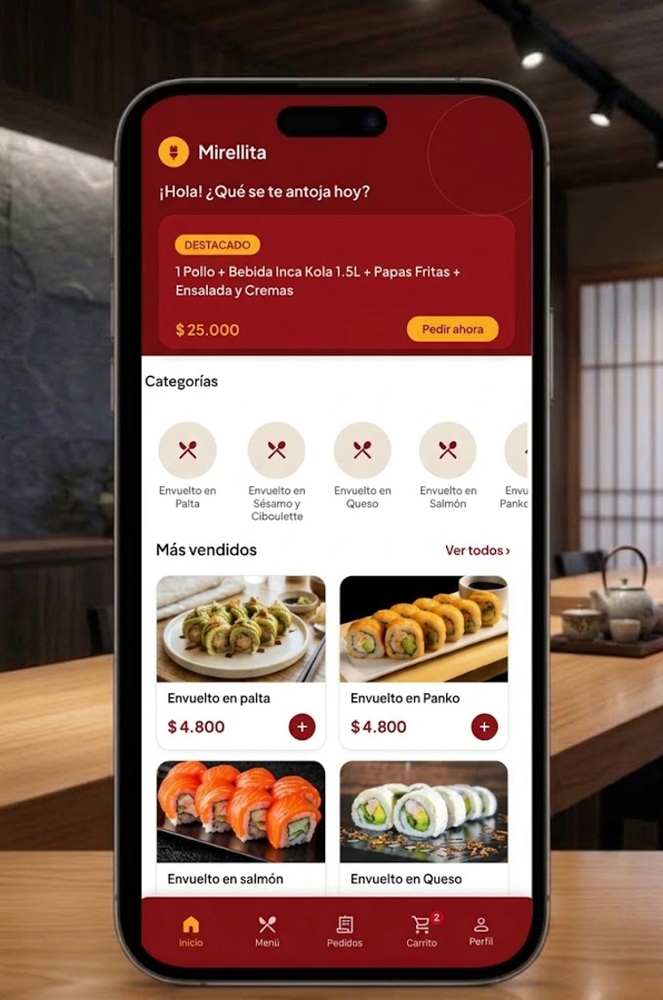 Mirellita
¡Hola! ¿Qué se te antoja hoy?
DESTACADO
1 Pollo + Bebida Inca Kola 1.5L + Papas Fritas +
Ensalada y Cremas
$ 25.000
Pedir ahora
Categorías
Envuelto en
Palta
Envuelto en
Sésamo y
Ciboulette
Envuelto en
Queso
Envuelto en
Salmón
Envu
Panko
Más vendidos
Ver todos ›
Envuelto en palta
$ 4.800
+
Envuelto en Panko
$ 4.800
+
Envuelto en salmón
Envuelto en Queso
Inicio
Menü
Pedidos
Carrito
2
Perfil